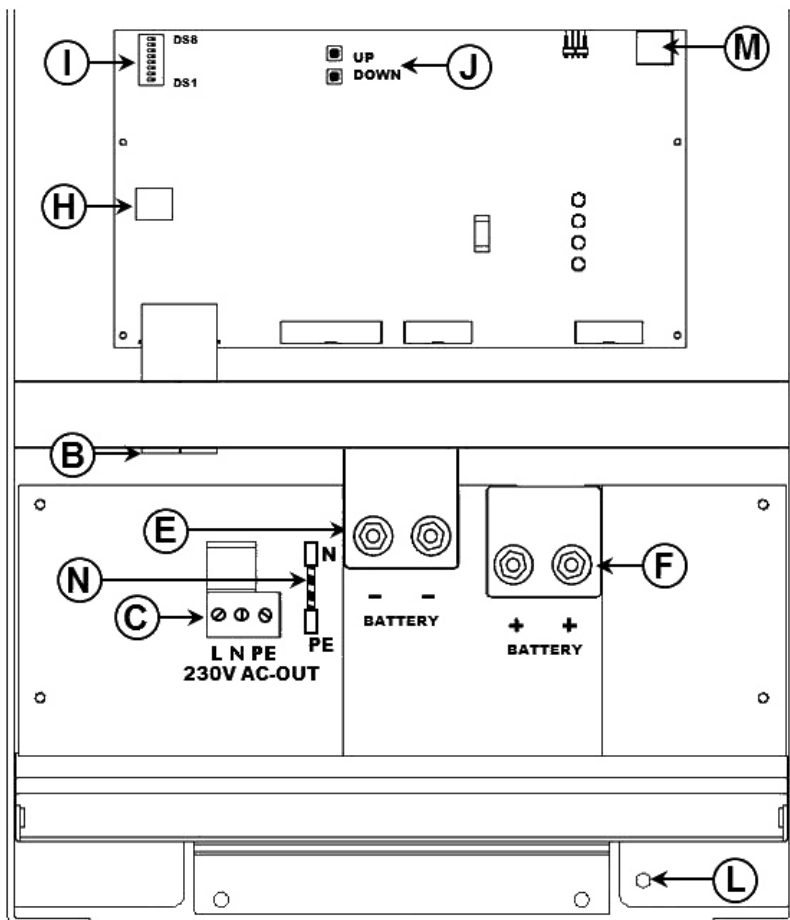 DS8
I
DS1
UP
DOWN
J
M
H
B
E
N
N
C
PE
L N PE
230V AC-OUT
- -
BATTERY
F
+ +
BATTERY
L